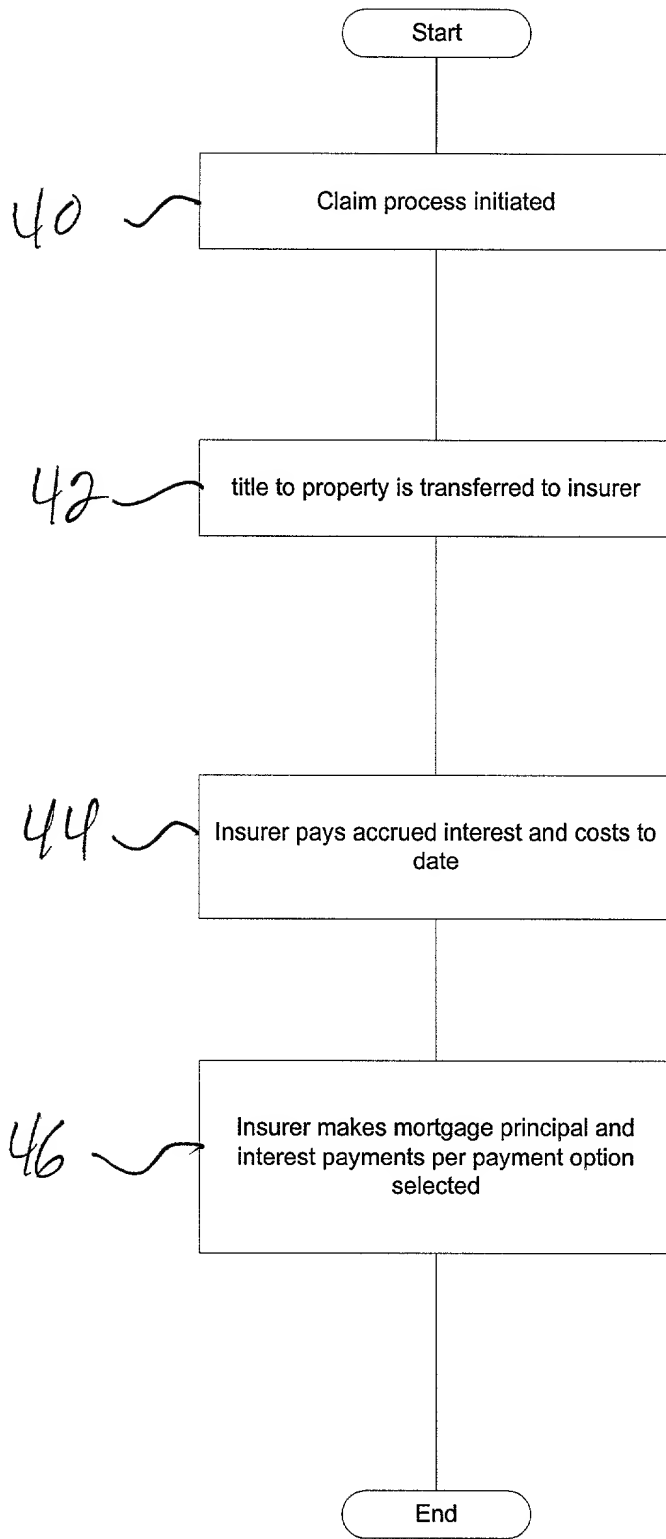 Start
40
Claim process initiated
42
title to property is transferred to insurer
44
Insurer pays accrued interest and costs to
date
46
Insurer makes mortgage principal and
interest payments per payment option
selected
End